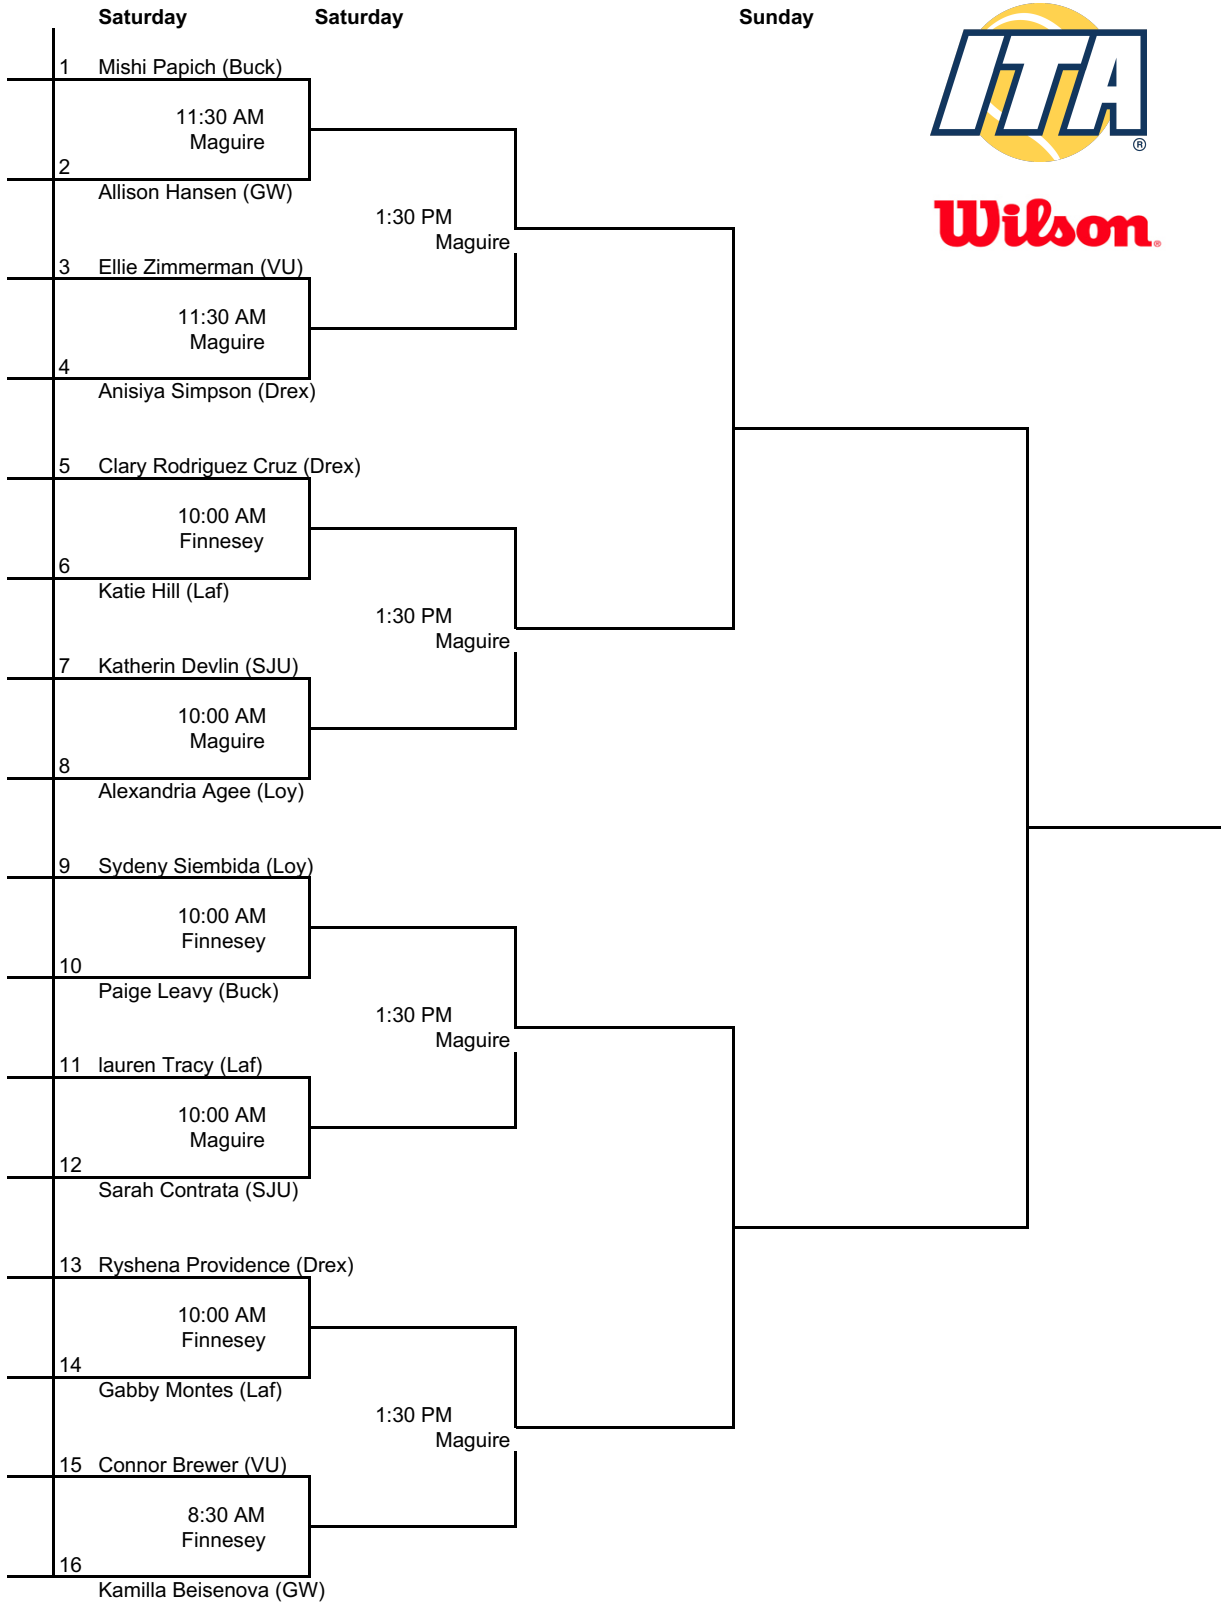 Saturday Saturday Sunday
ITA
®
Wilson®
1 Mishi Papich (Buck)
11:30 AM
Maguire
2
Allison Hansen (GW)
1:30 PM
Maguire
3 Ellie Zimmerman (VU)
11:30 AM
Maguire
4
Anisiya Simpson (Drex)
5 Clary Rodriguez Cruz (Drex)
10:00 AM
Finnesey
6
Katie Hill (Laf)
1:30 PM
Maguire
7 Katherin Devlin (SJU)
10:00 AM
Maguire
8
Alexandria Agee (Loy)
9 Sydeny Siembida (Loy)
10:00 AM
Finnesey
10
Paige Leavy (Buck)
1:30 PM
Maguire
11 lauren Tracy (Laf)
10:00 AM
Maguire
12
Sarah Contrata (SJU)
13 Ryshena Providence (Drex)
10:00 AM
Finnesey
14
Gabby Montes (Laf)
1:30 PM
Maguire
15 Connor Brewer (VU)
8:30 AM
Finnesey
16
Kamilla Beisenova (GW)